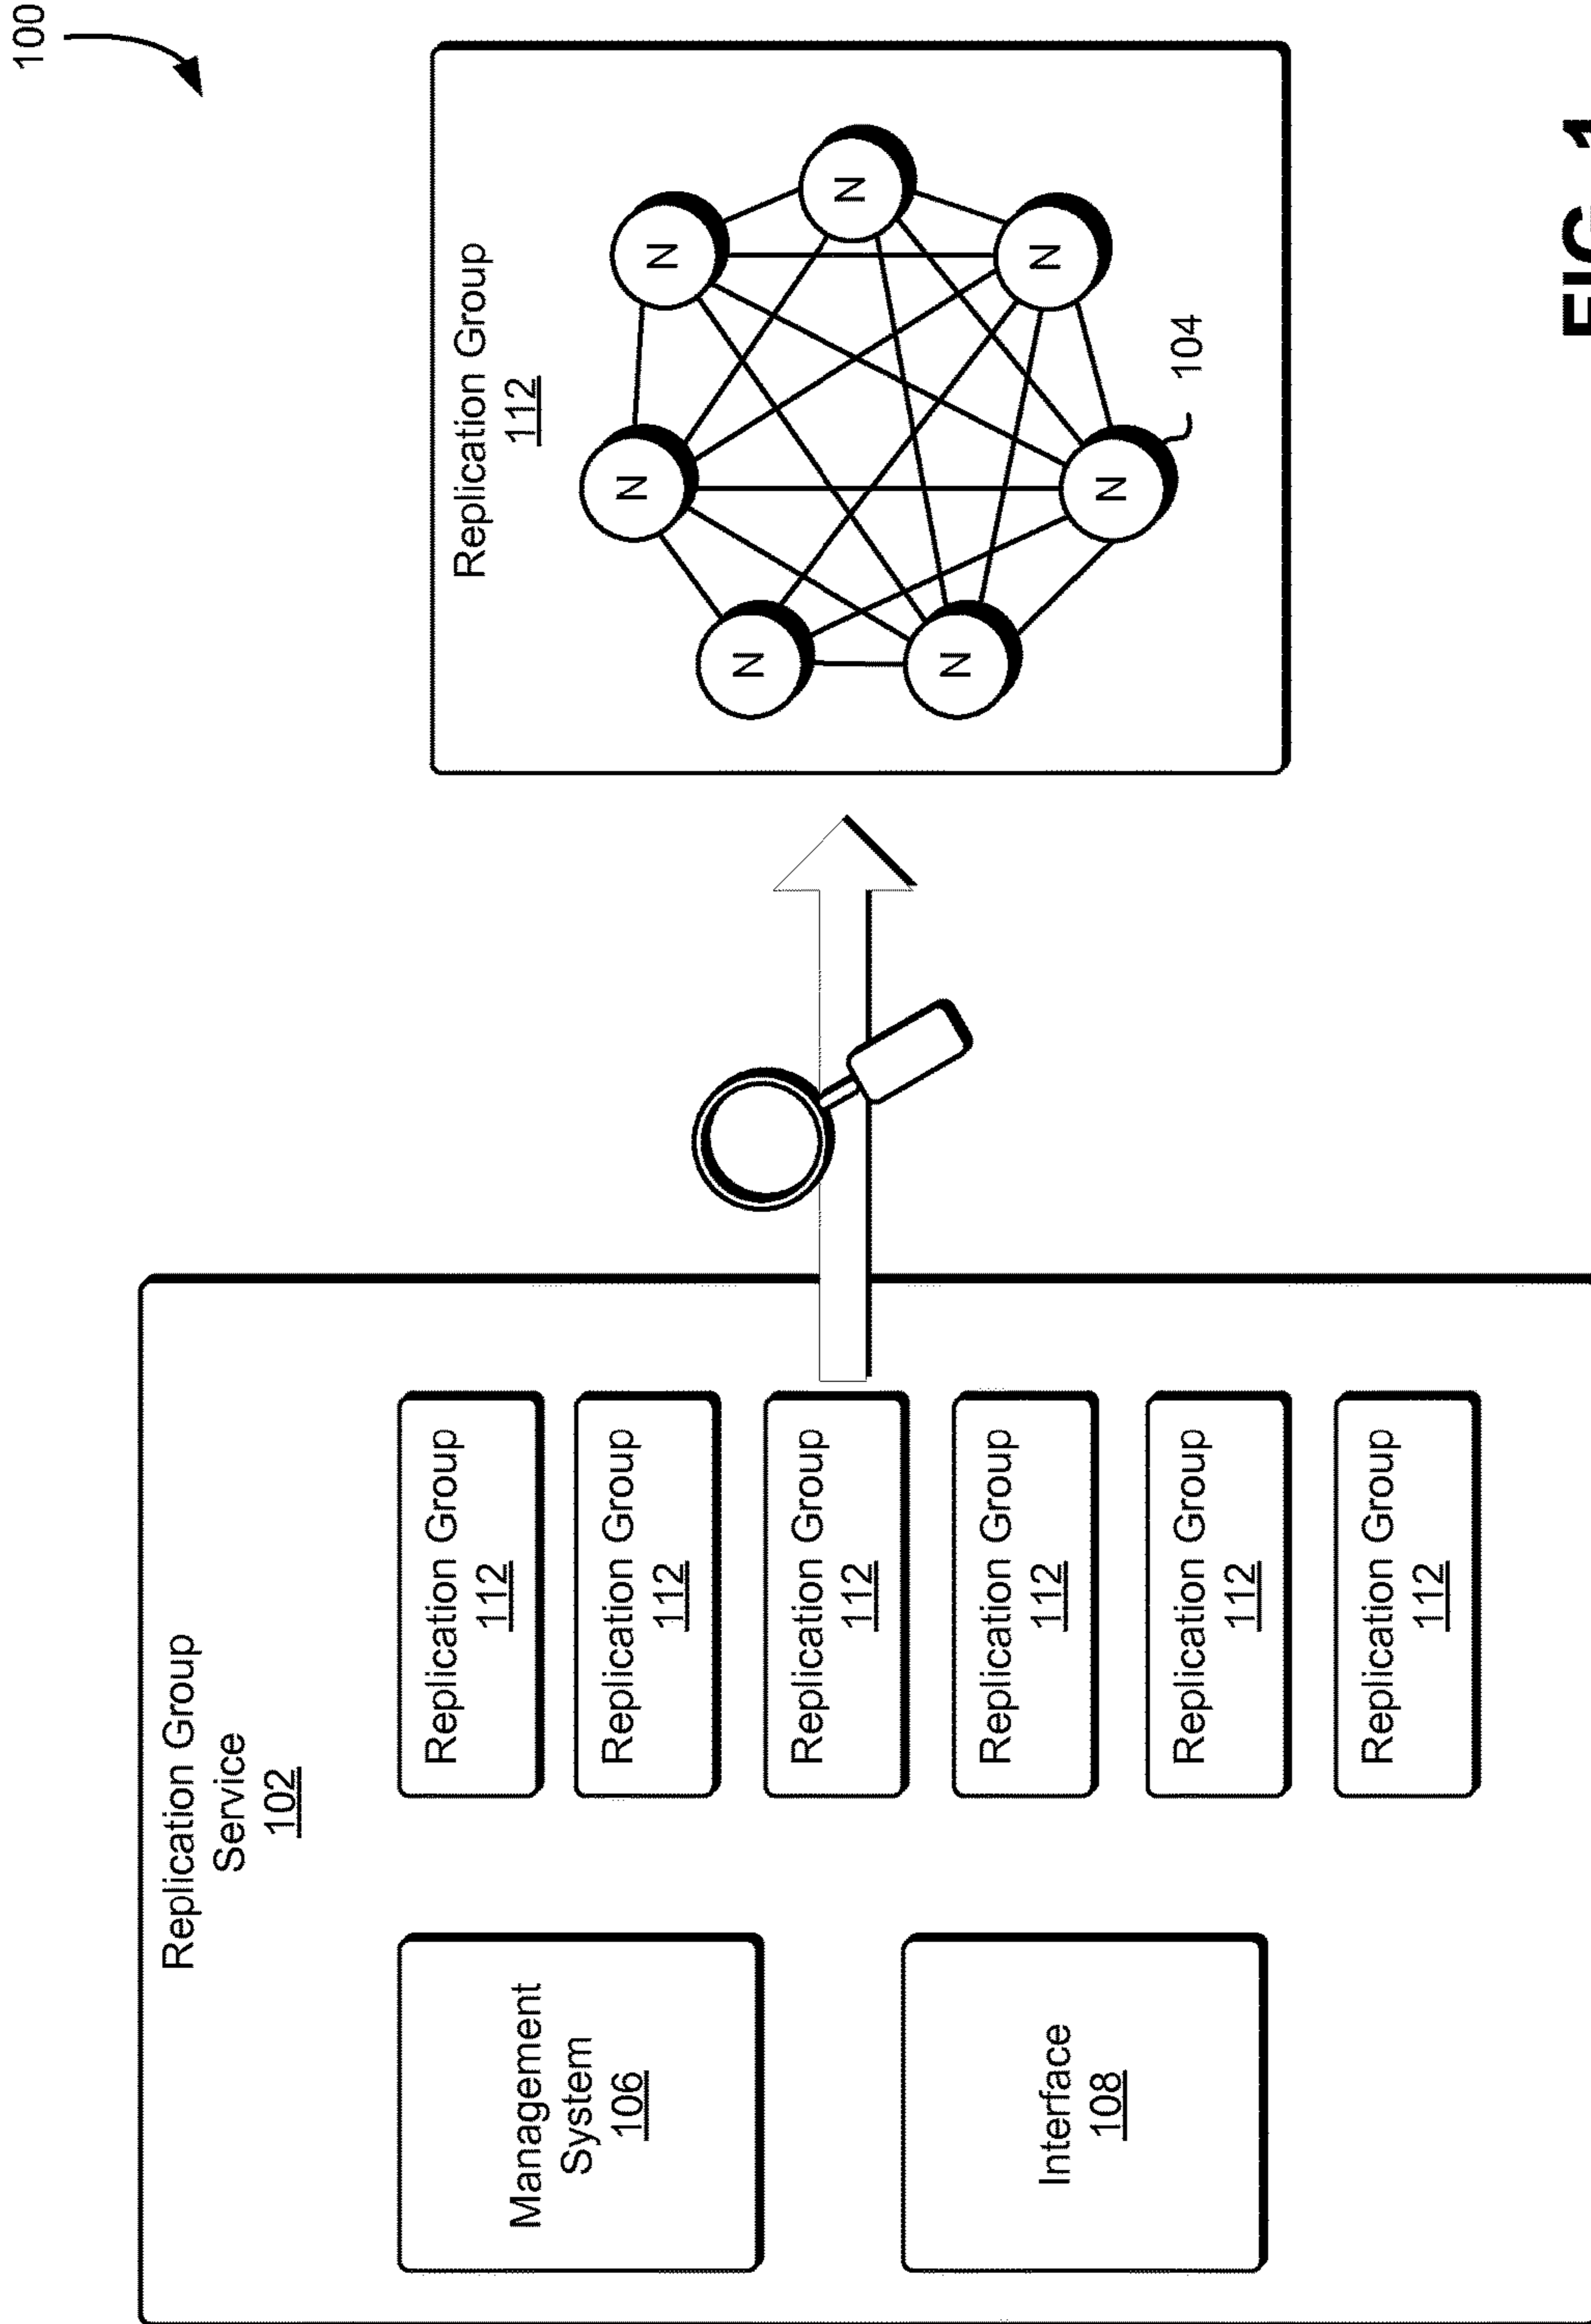 100
Replication Group
Service
102
Management
System
106
Interface
108
Replication Group
112
Replication Group
112
Replication Group
112
Replication Group
112
Replication Group
112
Replication Group
112
Replication Group
112
N
N
N
N
N
N
N
104